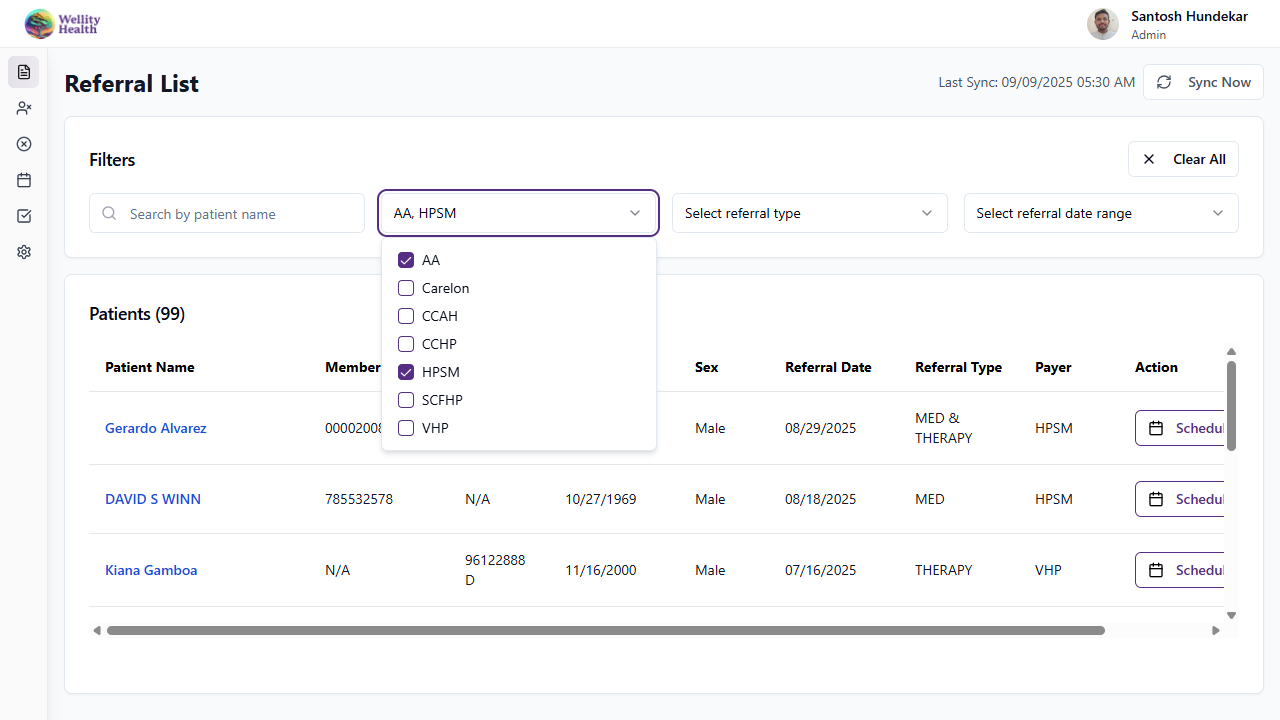 Wellity
Health
Santosh Hundekar
Admin
Referral List
Last Sync: 09/09/2025 05:30 AM
Sync Now
Filters
Clear All
Search by patient name
AA, HPSM
Select referral type
Select referral date range
AA
Carelon
CCAH
CCHP
HPSM
SCFHP
VHP
Patients (99)
Patient Name
Member
Sex
Referral Date
Referral Type
Payer
Action
Gerardo Alvarez
00002008
Male
08/29/2025
MED &
THERAPY
HPSM
Schedul
DAVID S WINN
785532578
N/A
10/27/1969
Male
08/18/2025
MED
HPSM
Schedul
Kiana Gamboa
N/A
96122888
D
11/16/2000
Male
07/16/2025
THERAPY
VHP
Schedul